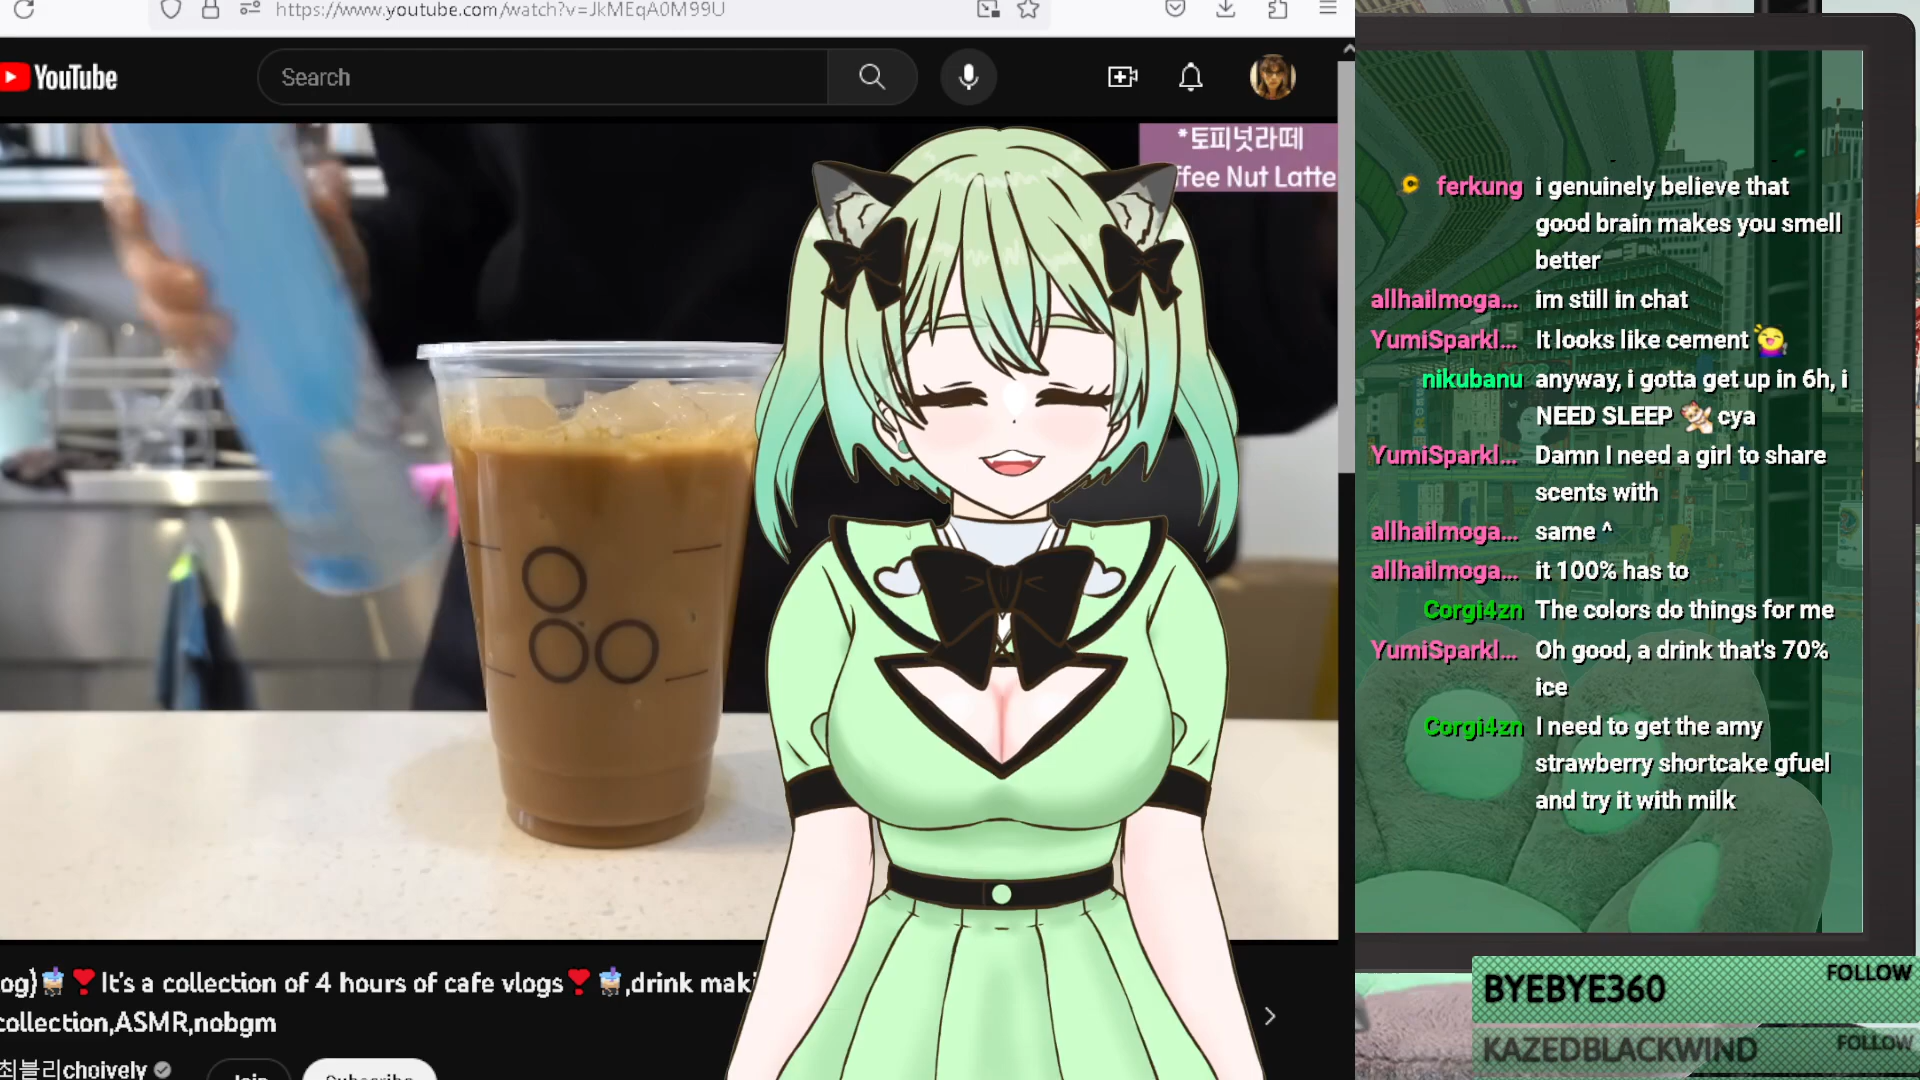 https://www.youtube.com/watch?v=JkMEqA0M99U
YouTube
Search
*토피넛라떼
ffee Nut Latte
og}🧋❣It's a collection of 4 hours of cafe vlogs❣🧋,drink maki
collection,ASMR,nobgm
최블리choively
Join
Subscribe
ferkung i genuinely believe that
good brain makes you smell
better
allhailmoga... im still in chat
YumiSparkl... It looks like cement
nikubanu anyway, i gotta get up in 6h, i
NEED SLEEP cya
YumiSparkl... Damn I need a girl to share
scents with
allhailmoga... same ^
allhailmoga... it 100% has to
Corgi4zn The colors do things for me
YumiSparkl... Oh good, a drink that's 70%
ice
Corgi4zn I need to get the amy
strawberry shortcake gfuel
and try it with milk
BYEBYE360 FOLLOW
KAZEDBLACKWIND FOLLOW